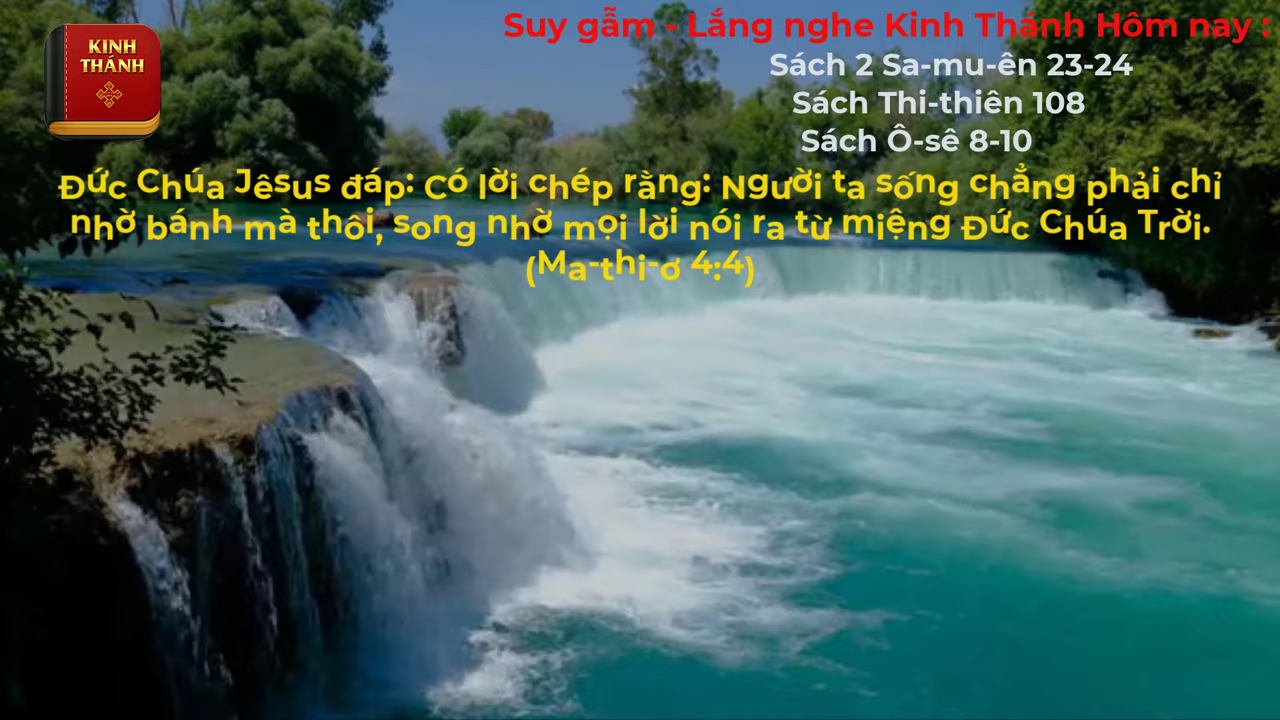 KINH
THÁNH
Suy gẫm - Lắng nghe Kinh Thánh Hôm nay :
Sách 2 Sa-mu-ên 23-24
Sách Thi-thiên 108
Sách Ô-sê 8-10
Đức Chúa Jêsus đáp: Có lời chép rằng: Người ta sống chẳng phải chỉ
nhờ bánh mà thôi, song nhờ mọi lời nói ra từ miệng Đức Chúa Trời.
(Ma-thi-ơ 4:4)